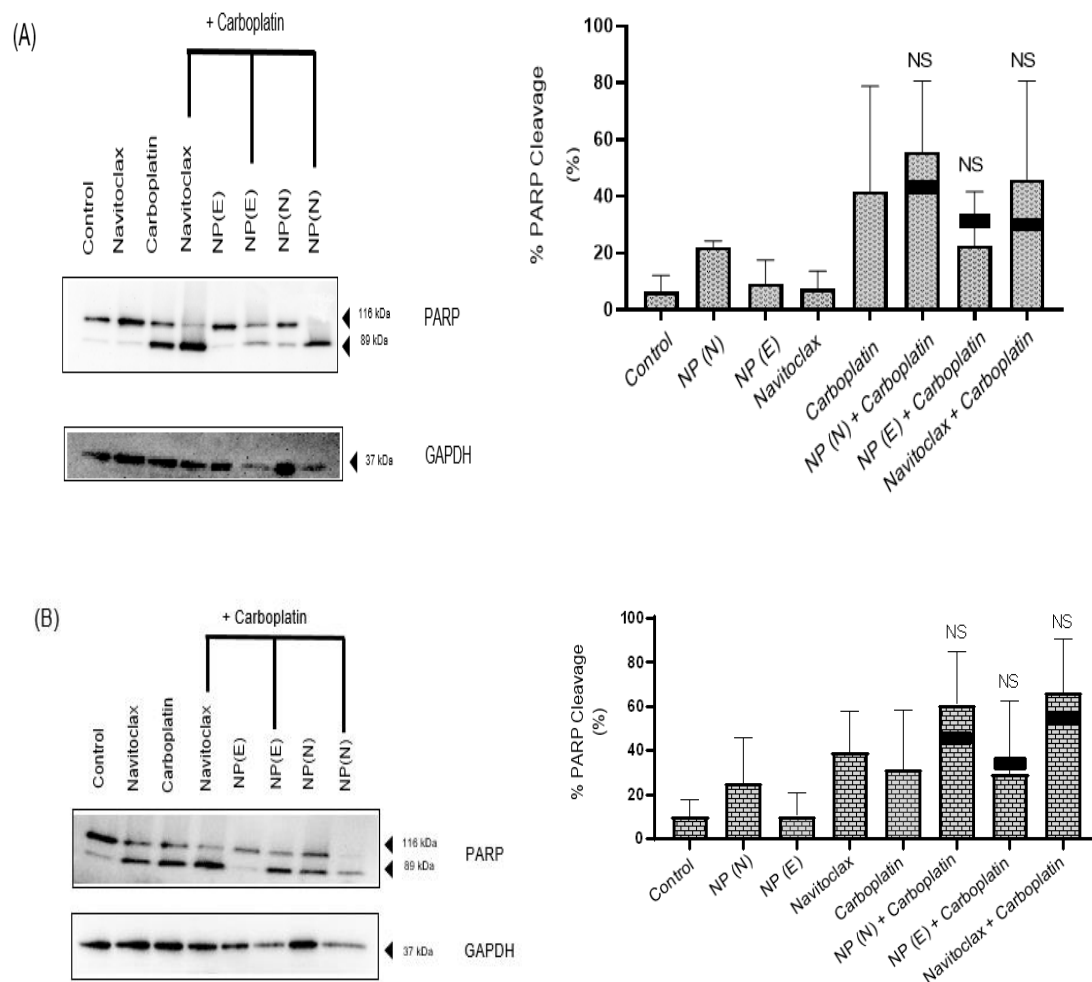 (A)
+ Carboplatin
Control
Navitoclax
Carboplatin
Navitoclax
NP(E)
NP(E)
NP(N)
NP(N)
116 kDa
PARP
89 kDa
37 kDa
GAPDH
% PARP Cleavage
(%)
100
80
60
40
20
0
NS
NS
NS
Control
NP (N)
NP (E)
Navitoclax
Carboplatin
NP (N) + Carboplatin
NP (E) + Carboplatin
Navitoclax + Carboplatin
(B)
+ Carboplatin
Control
Navitoclax
Carboplatin
Navitoclax
NP(E)
NP(E)
NP(N)
NP(N)
116 kDa
PARP
89 kDa
37 kDa
GAPDH
% PARP Cleavage
(%)
100
80
60
40
20
0
NS
NS
NS
Control
NP (N)
NP (E)
Navitoclax
Carboplatin
NP (N) + Carboplatin
NP (E) + Carboplatin
Navitoclax + Carboplatin